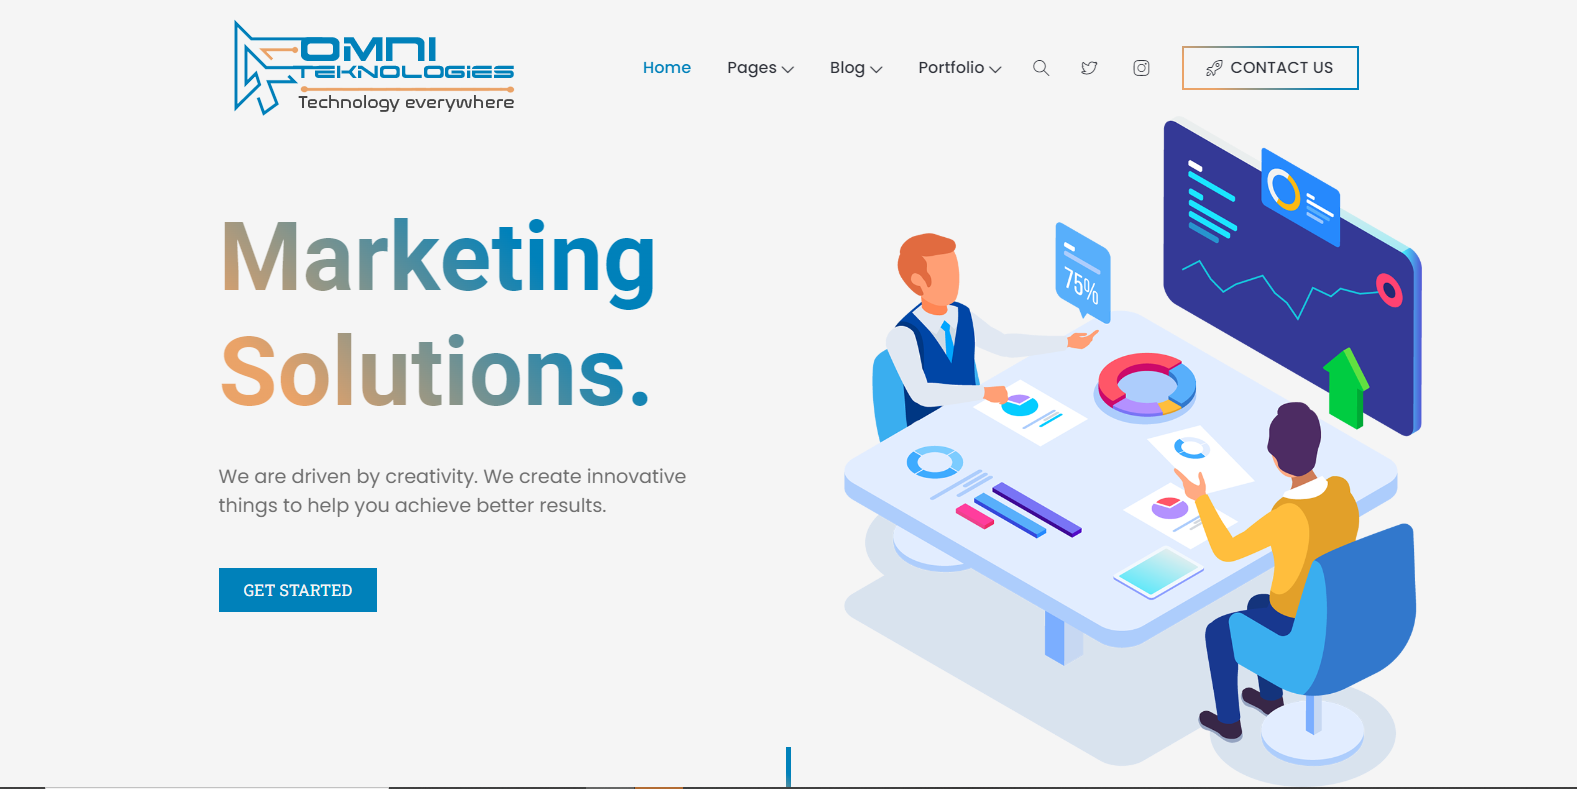 OMNI
TEKNOLOGIES
Technology everywhere
Home Pages Blog Portfolio CONTACT US
Marketing
Solutions.
We are driven by creativity. We create innovative
things to help you achieve better results.
GET STARTED
75%